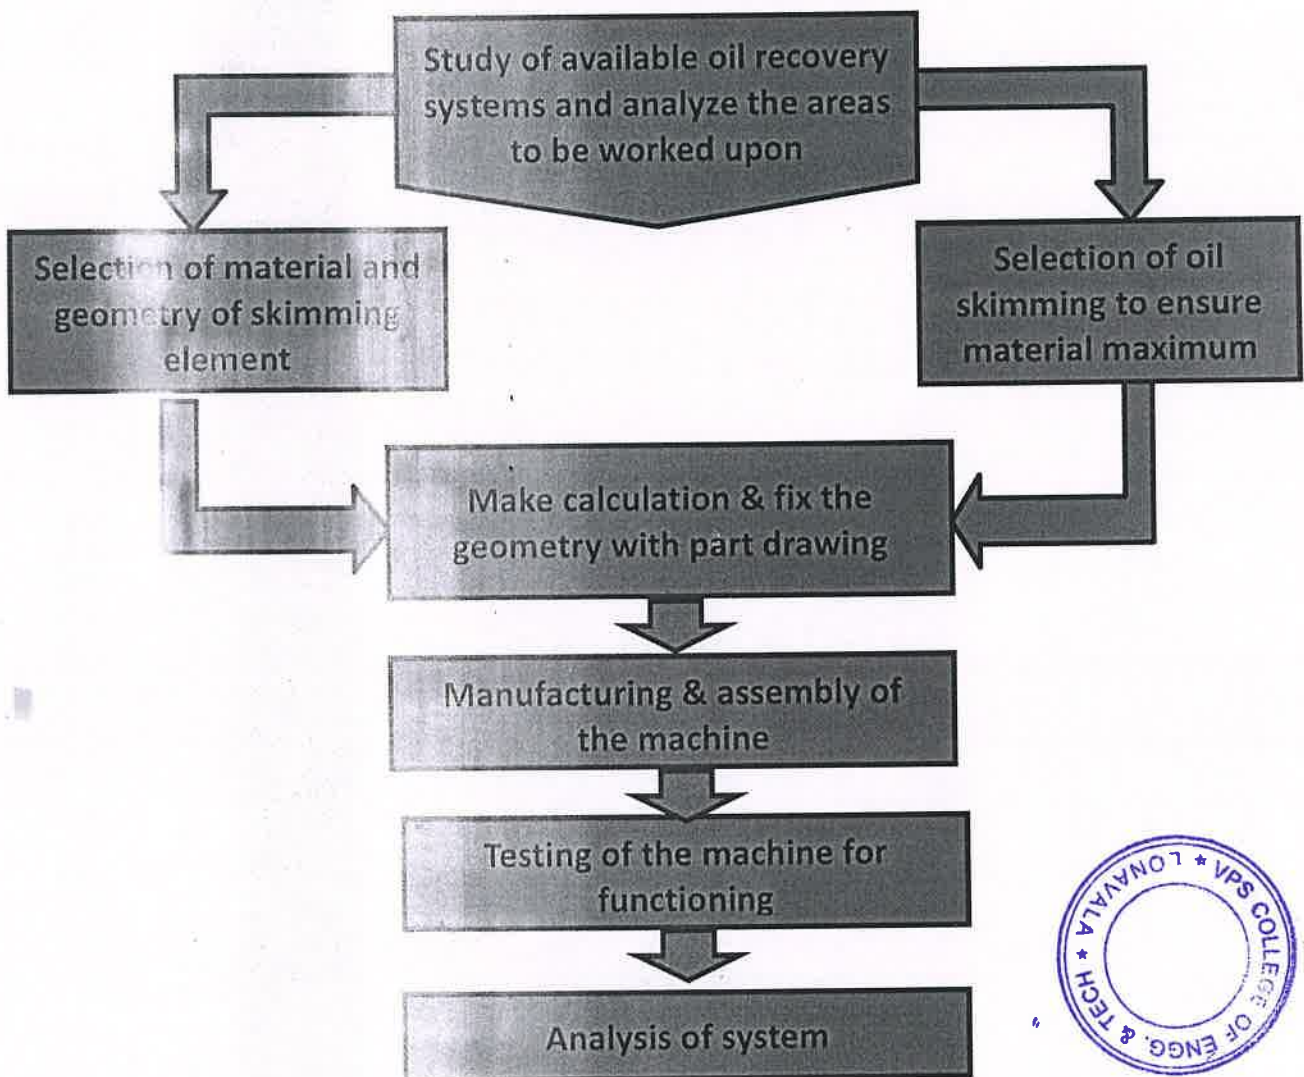 Study of available oil recovery
systems and analyze the areas
to be worked upon
Selection of material and
geometry of skimming
element
Selection of oil
skimming to ensure
material maximum
Make calculation & fix the
geometry with part drawing
Manufacturing & assembly of
the machine
Testing of the machine for
functioning
Analysis of system
VPS COLLEGE OF ENGG. & TECH * LONAVALA *